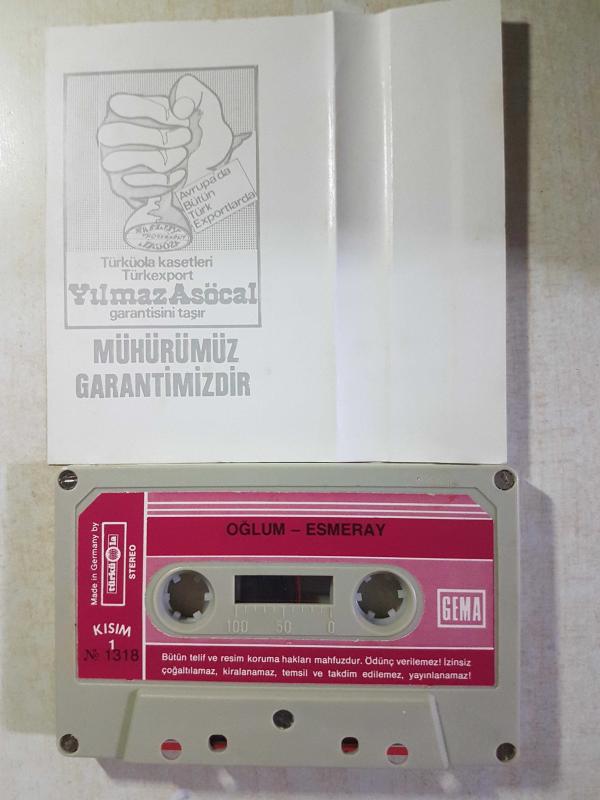 Avrupa'da
Bütün
Türk
Exportlarda
Türküola kasetleri
Türkexport
Yılmaz Asöcal
garantisini taşır
MÜHÜRÜMÜZ
GARANTİMİZDİR
OĞLUM – ESMERAY
Made in Germany by
türküola
STEREO
KISIM
1
№ 1318
100 50 0
GEMA
Bütün telif ve resim koruma hakları mahfuzdur. Ödünç verilemez! İzinsiz
çoğaltılamaz, kiralanamaz, temsil ve takdim edilemez, yayınlanamaz!